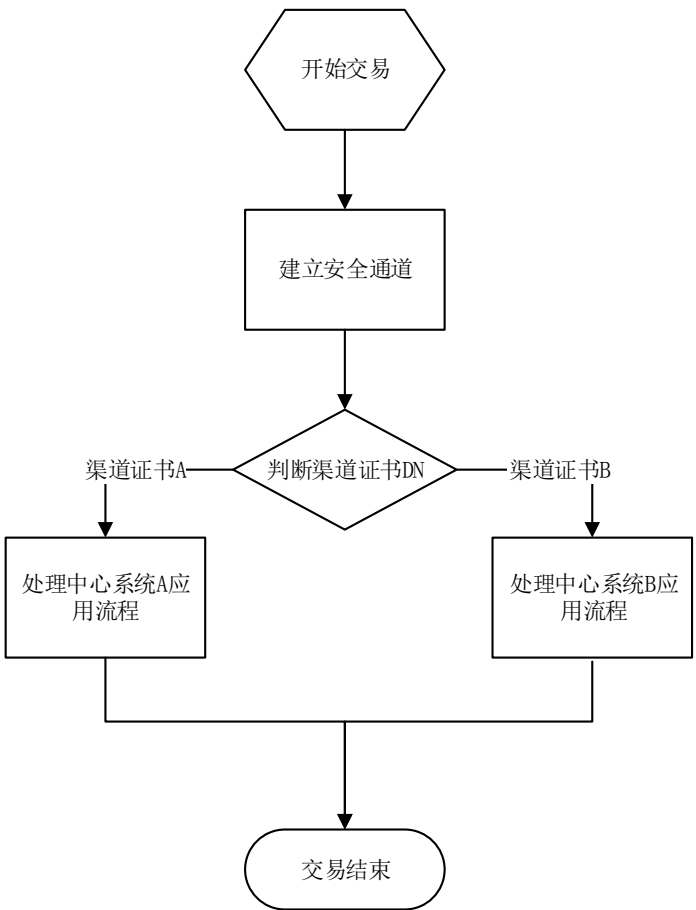 开始交易
建立安全通道
判断渠道证书DN
渠道证书A
渠道证书B
处理中心系统A应
用流程
处理中心系统B应
用流程
交易结束